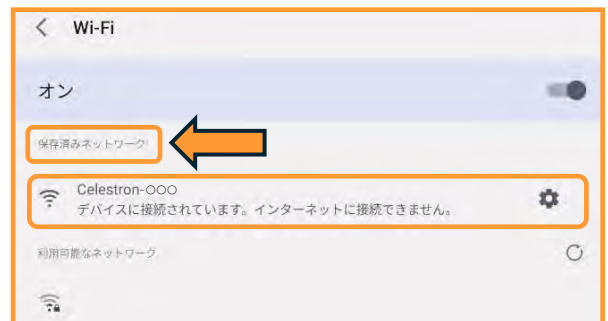 Wi-Fi
オン
保存済みネットワーク
Celestron-○○○
デバイスに接続されています。インターネットに接続できません。
利用可能なネットワーク